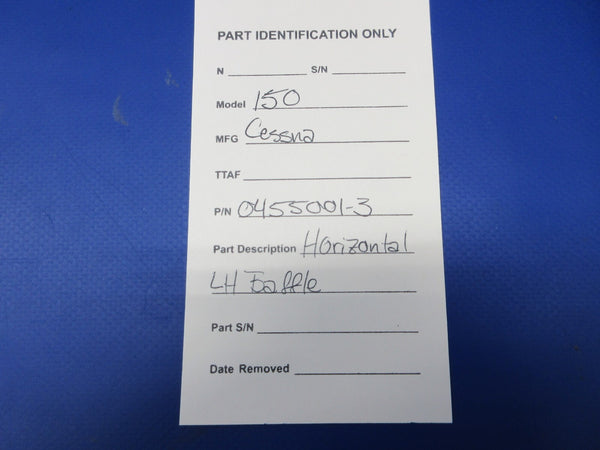 PART IDENTIFICATION ONLY
N S/N
Model 150
MFG Cessna
TTAF
P/N 0455001-3
Part Description Horizontal
LH Baffle
Part S/N
Date Removed